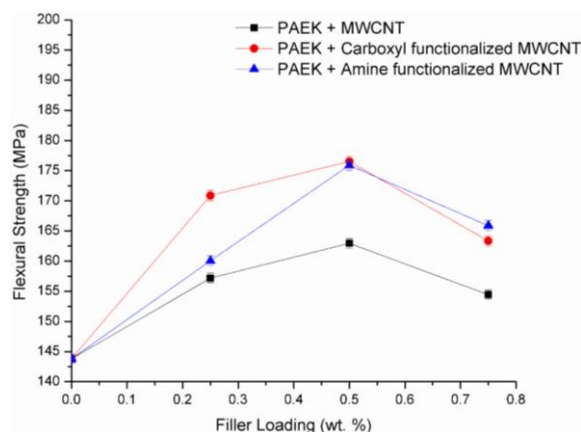 200
195
190
185
180
175
170
165
160
155
150
145
140
Flexural Strength (MPa)
PAEK + MWCNT
PAEK + Carboxyl functionalized MWCNT
PAEK + Amine functionalized MWCNT
0.0 0.1 0.2 0.3 0.4 0.5 0.6 0.7 0.8
Filler Loading (wt. %)